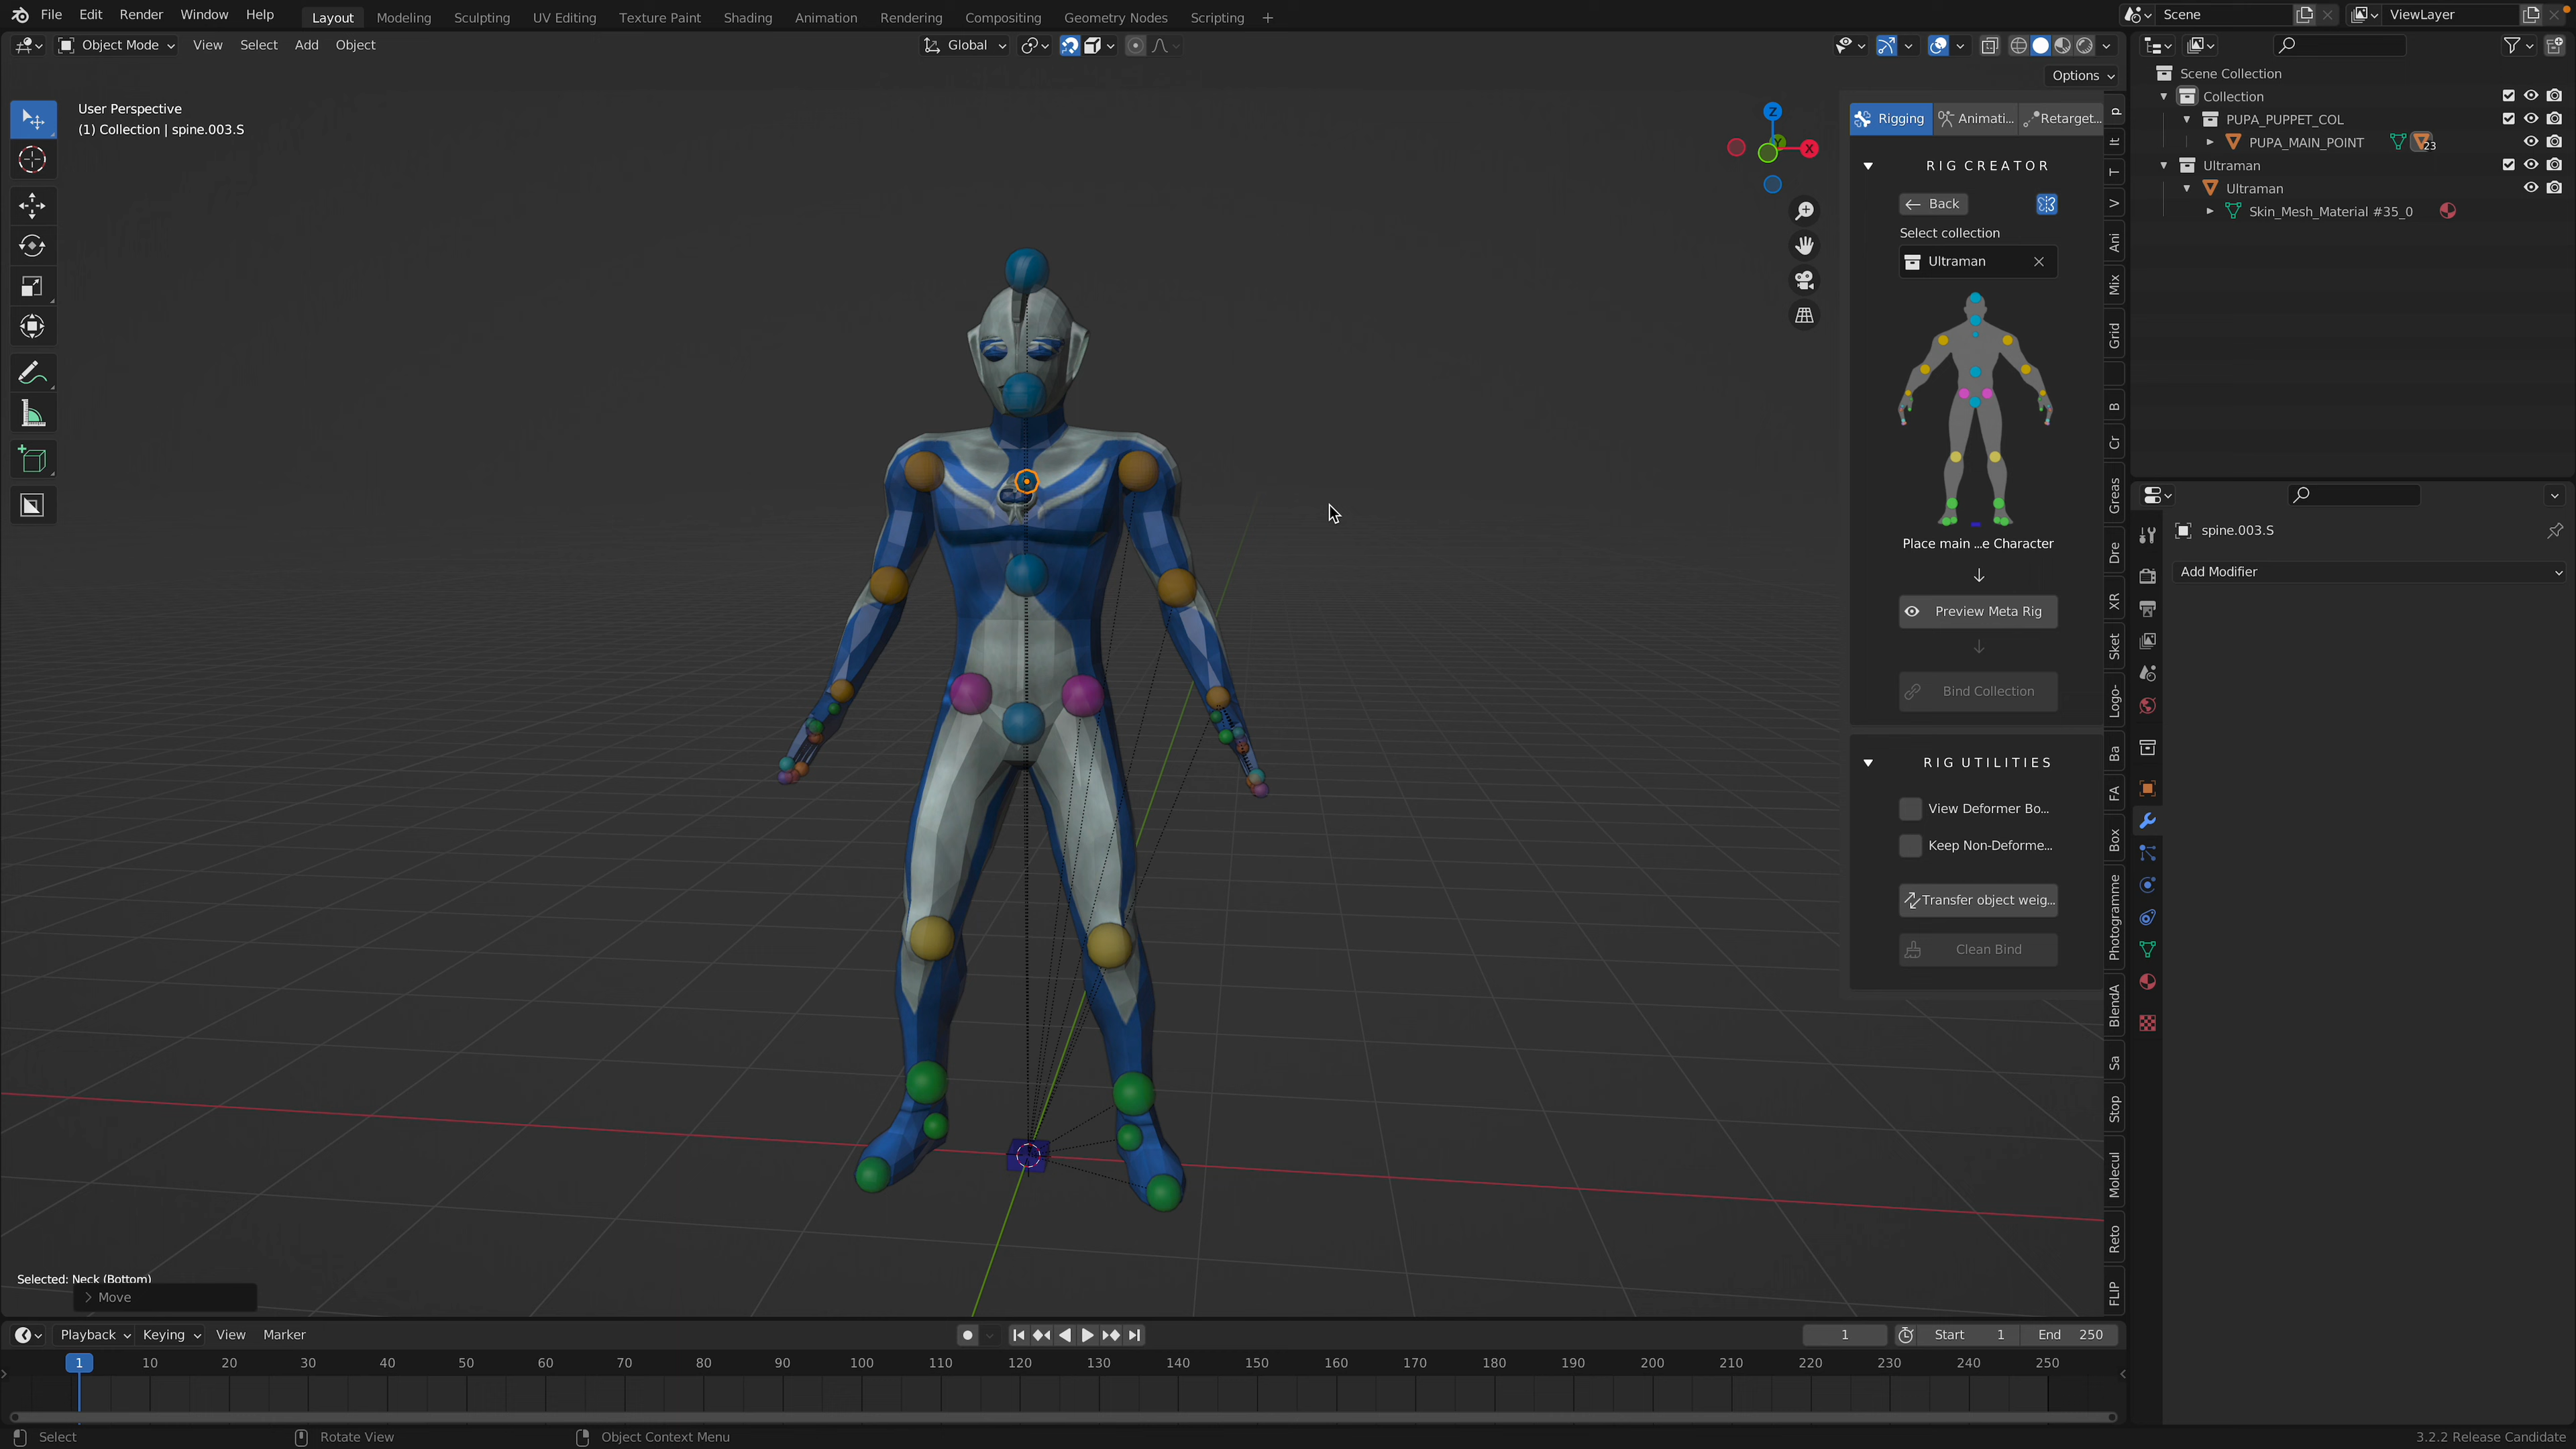 File Edit Render Window Help
Layout Modeling Sculpting UV Editing Texture Paint Shading Animation Rendering Compositing Geometry Nodes Scripting +
Scene
ViewLayer
Object Mode View Select Add Object
Global
Options
User Perspective
(1) Collection | spine.003.S
Z
Y
X
Rigging Animati... Retarget...
RIG CREATOR
Back
Select collection
Ultraman
Place main ...e Character
Preview Meta Rig
Bind Collection
RIG UTILITIES
View Deformer Bo...
Keep Non-Deforme...
Transfer object weig...
Clean Bind
p
It
T
V
Ani
Mix
Grid
B
Cr
Greas
Dre
XR
Sket
Logo-
Ba
FA
Box
Photogramme
BlendA
Sa
Stop
Molecul
Reto
FLIP
Scene Collection
Collection
PUPA_PUPPET_COL
PUPA_MAIN_POINT
23
Ultraman
Ultraman
Skin_Mesh_Material #35_0
spine.003.S
Add Modifier
Selected: Neck (Bottom)
Move
Playback Keying View Marker
1
Start 1
End 250
1 10 20 30 40 50 60 70 80 90 100 110 120 130 140 150 160 170 180 190 200 210 220 230 240 250
Select
Rotate View
Object Context Menu
3.2.2 Release Candidate